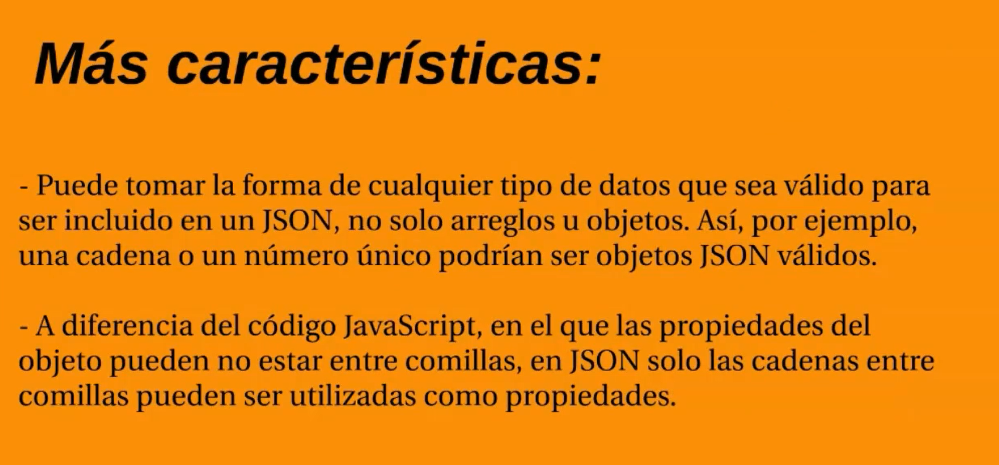 Más características:
- Puede tomar la forma de cualquier tipo de datos que sea válido para
ser incluido en un JSON, no solo arreglos u objetos. Así, por ejemplo,
una cadena o un número único podrían ser objetos JSON válidos.
- A diferencia del código JavaScript, en el que las propiedades del
objeto pueden no estar entre comillas, en JSON solo las cadenas entre
comillas pueden ser utilizadas como propiedades.